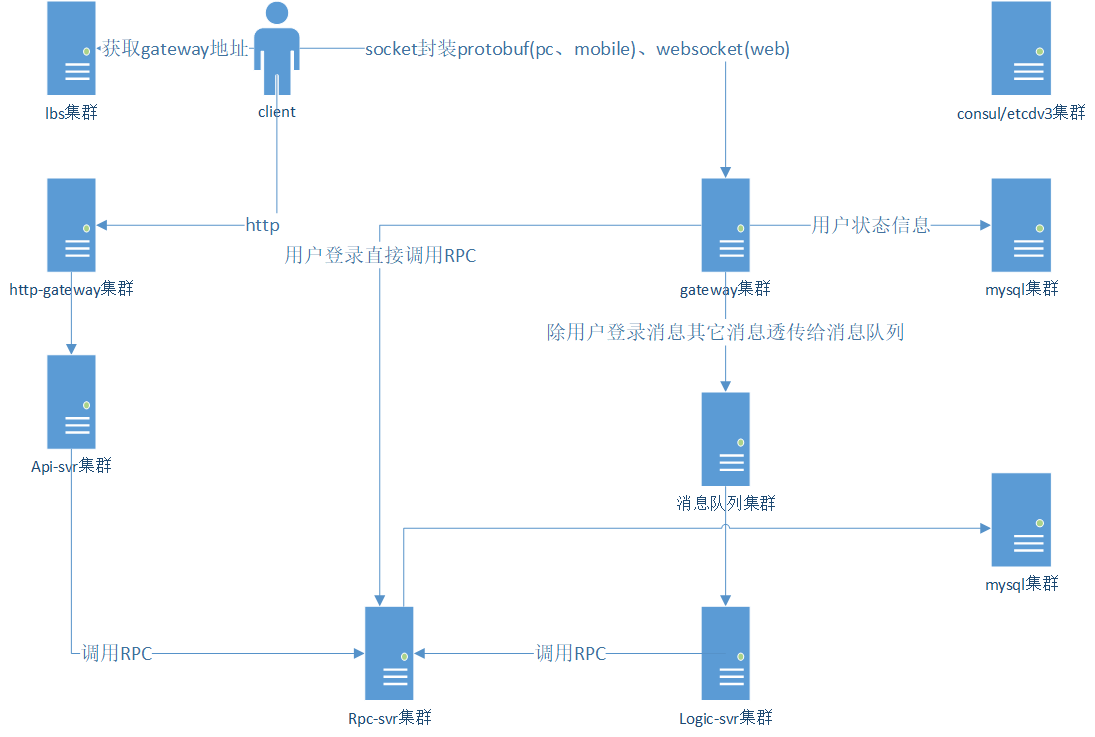 获取gateway地址
socket封装protobuf(pc、mobile)、websocket(web)
lbs集群
client
consul/etcdv3集群
http
用户状态信息
用户登录直接调用RPC
http-gateway集群
gateway集群
mysql集群
除用户登录消息其它消息透传给消息队列
Api-svr集群
消息队列集群
mysql集群
调用RPC
调用RPC
Rpc-svr集群
Logic-svr集群